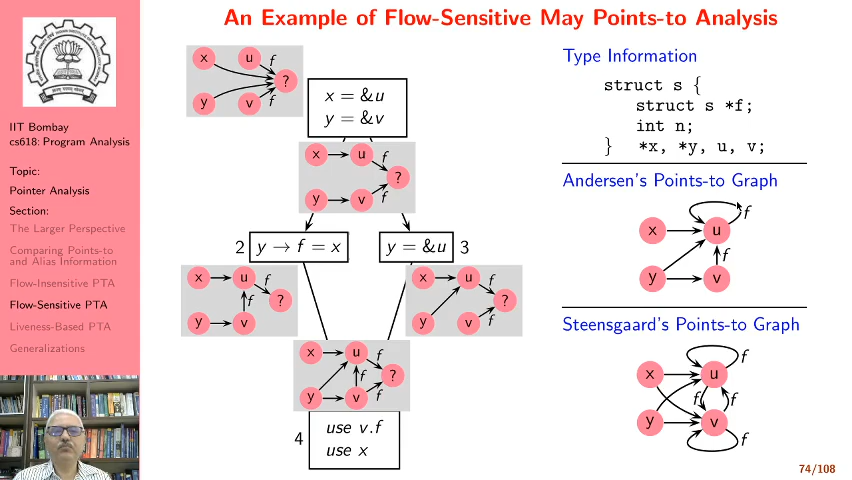 An Example of Flow-Sensitive May Points-to Analysis
IIT Bombay
cs618: Program Analysis
Topic:
Pointer Analysis
Section:
The Larger Perspective
Comparing Points-to
and Alias Information
Flow-Insensitive PTA
Flow-Sensitive PTA
Liveness-Based PTA
Generalizations
x u f
?
y v f
x = &u
y = &v
x u f
?
y v f
2 y → f = x
y = &u 3
x u f
f ?
y v
x u f
?
y v f
x u f
f ?
y v f
4 use v.f
use x
Type Information
struct s {
struct s *f;
int n;
} *x, *y, u, v;
Andersen's Points-to Graph
f
x u
f
y v
Steensgaard's Points-to Graph
f
x u
f f
y v
f
74/108